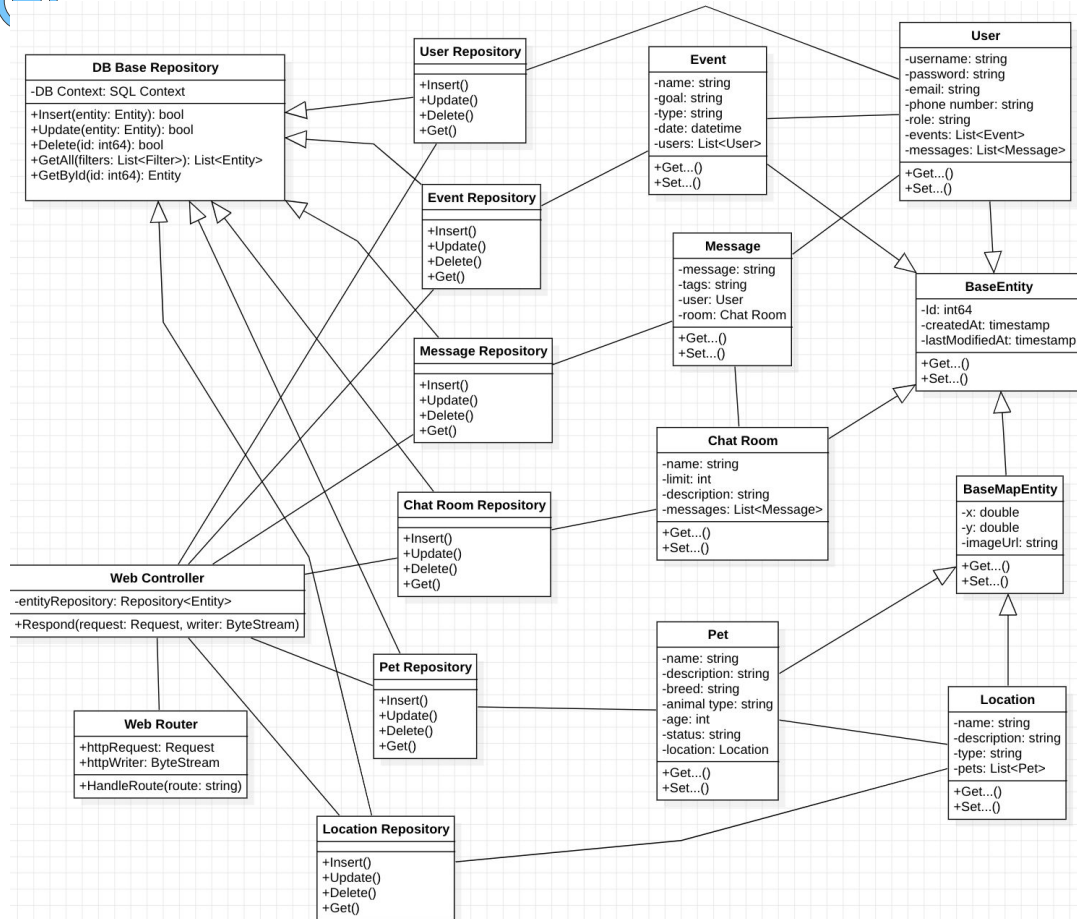 DB Base Repository
-DB Context: SQL Context
+Insert(entity: Entity): bool
+Update(entity: Entity): bool
+Delete(id: int64): bool
+GetAll(filters: List<Filter>): List<Entity>
+GetById(id: int64): Entity
User Repository
+Insert()
+Update()
+Delete()
+Get()
Event
-name: string
-goal: string
-type: string
-date: datetime
-users: List<User>
+Get...()
+Set...()
User
-username: string
-password: string
-email: string
-phone number: string
-role: string
-events: List<Event>
-messages: List<Message>
+Get...()
+Set...()
Event Repository
+Insert()
+Update()
+Delete()
+Get()
Message
-message: string
-tags: string
-user: User
-room: Chat Room
+Get...()
+Set...()
BaseEntity
-Id: int64
-createdAt: timestamp
-lastModifiedAt: timestamp
+Get...()
+Set...()
Message Repository
+Insert()
+Update()
+Delete()
+Get()
Chat Room
-name: string
-limit: int
-description: string
-messages: List<Message>
+Get...()
+Set...()
BaseMapEntity
-x: double
-y: double
-imageUrl: string
+Get...()
+Set...()
Chat Room Repository
+Insert()
+Update()
+Delete()
+Get()
Web Controller
-entityRepository: Repository<Entity>
+Respond(request: Request, writer: ByteStream)
Pet Repository
+Insert()
+Update()
+Delete()
+Get()
Pet
-name: string
-description: string
-breed: string
-animal type: string
-age: int
-status: string
-location: Location
+Get...()
+Set...()
Location
-name: string
-description: string
-type: string
-pets: List<Pet>
+Get...()
+Set...()
Web Router
+httpRequest: Request
+httpWriter: ByteStream
+HandleRoute(route: string)
Location Repository
+Insert()
+Update()
+Delete()
+Get()